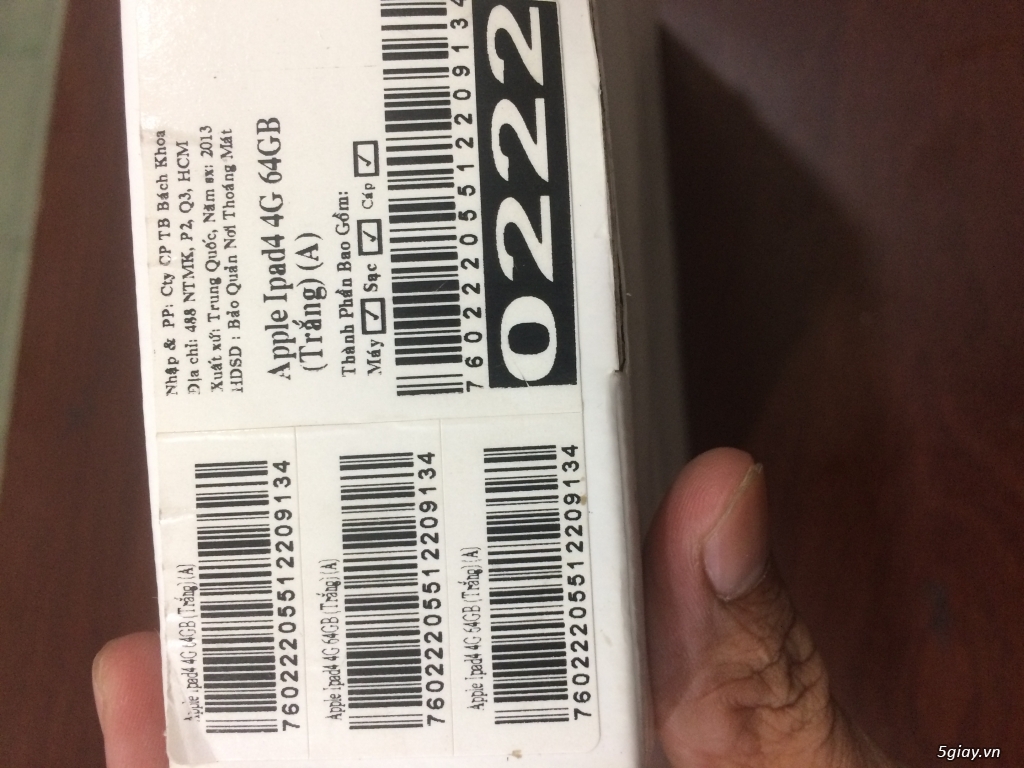 Nhập & PP: Cty CP TB Bách Khoa
Địa chỉ: 488 NTMK, P2, Q3, HCM
Xuất xứ: Trung Quốc, Năm sx: 2013
HDSD : Bảo Quản Nơi Thoáng Mát
Apple Ipad4 4G 64GB
(Trắng) (A)
Thành Phần Bao Gồm:
Máy Sạc Cáp
7602220551220913 4
0222
Apple Ipad4 4G 64GB (Trắng) (A)
7602220551220913 4
Apple Ipad4 4G 64GB (Trắng) (A)
7602220551220913 4
Apple Ipad4 4G 64GB (Trắng) (A)
7602220551220913 4
5giay.vn